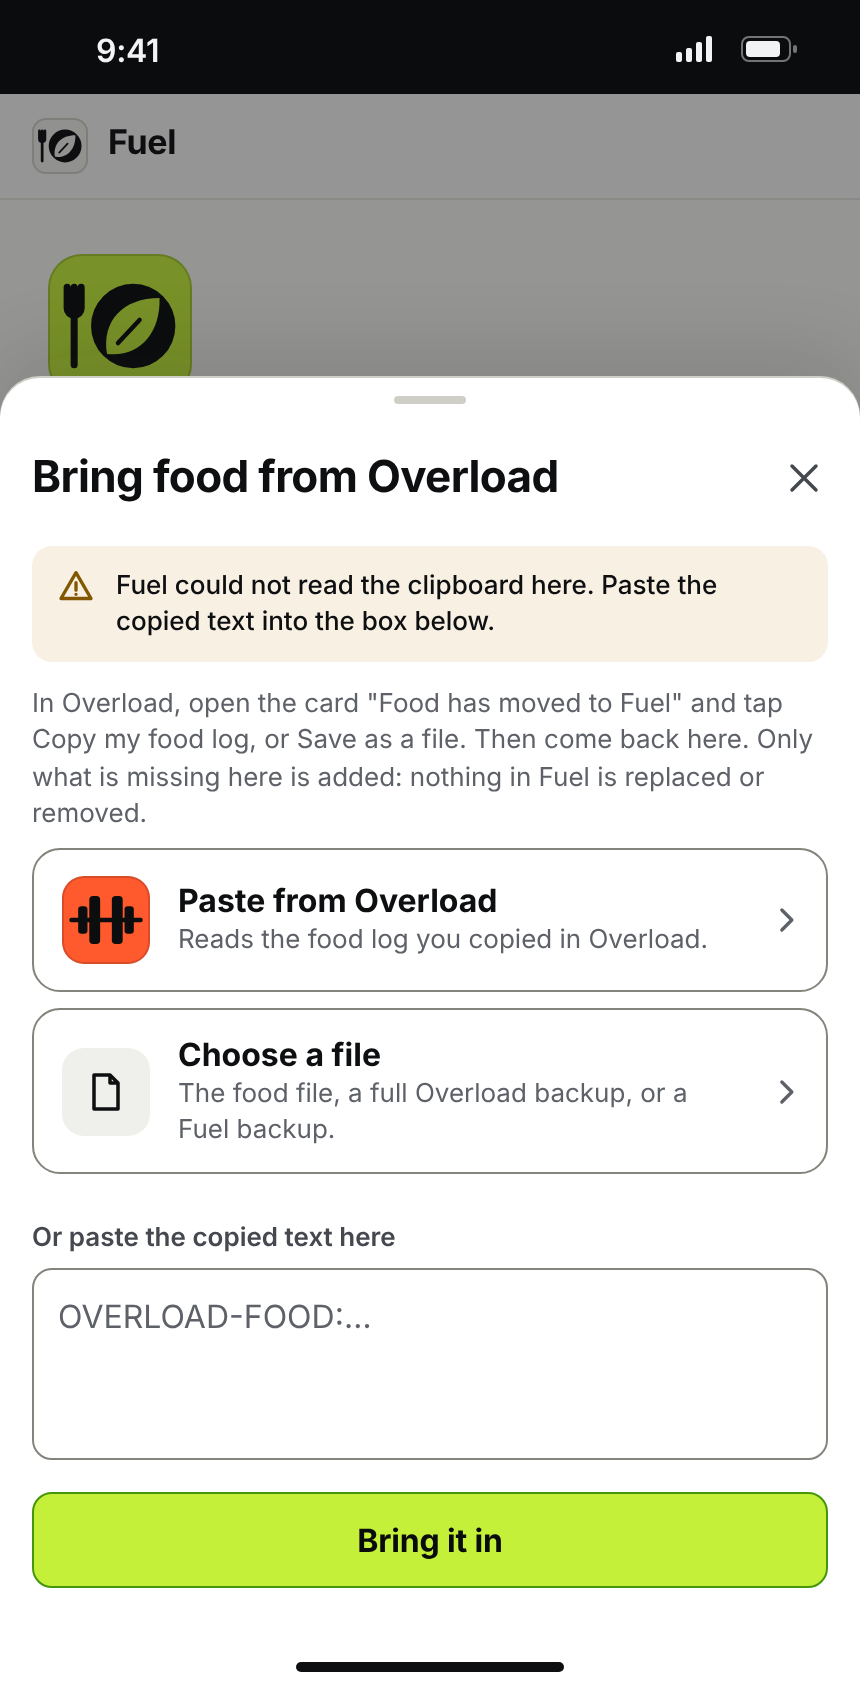 9:41
Fuel
Bring food from Overload
Fuel could not read the clipboard here. Paste the
copied text into the box below.
In Overload, open the card "Food has moved to Fuel" and tap
Copy my food log, or Save as a file. Then come back here. Only
what is missing here is added: nothing in Fuel is replaced or
removed.
Paste from Overload
Reads the food log you copied in Overload.
Choose a file
The food file, a full Overload backup, or a
Fuel backup.
Or paste the copied text here
OVERLOAD-FOOD:...
Bring it in